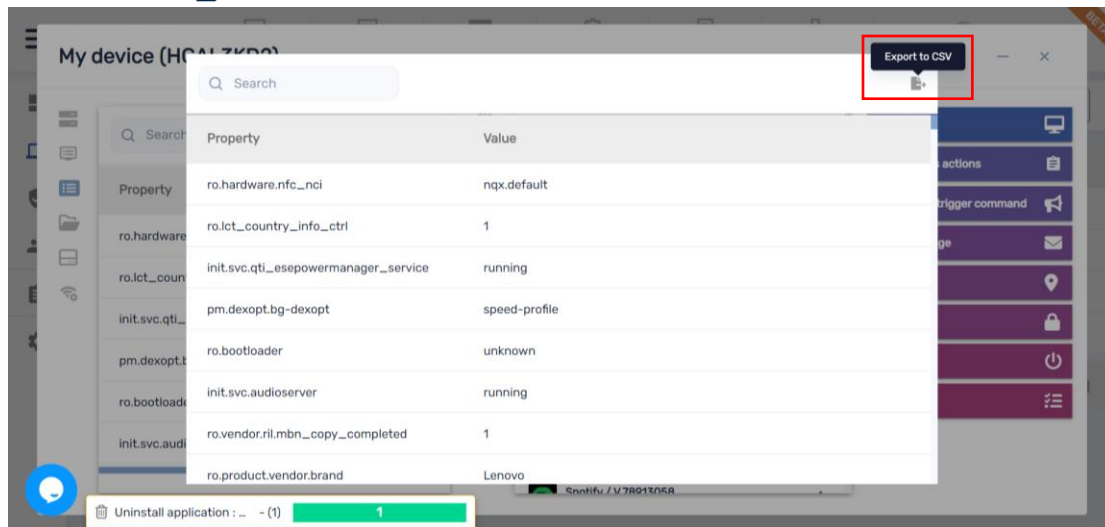 BETA
My device (HGALZKD2)
Export to CSV
Search
Search
Property
Value
Property
ro.hardware.nfc_nci
nqx.default
ro.lct_country_info_ctrl
1
init.svc.qti_esepowermanager_service
running
pm.dexopt.bg-dexopt
speed-profile
ro.bootloader
unknown
init.svc.audioserver
running
ro.vendor.ril.mbn_copy_completed
1
ro.product.vendor.brand
Lenovo
ro.hardware
ro.lct_coun
init.svc.qti_
pm.dexopt.b
ro.bootloade
init.svc.audi
actions
trigger command
ge
Spotify / V.78913058
Uninstall application : … - (1)
1